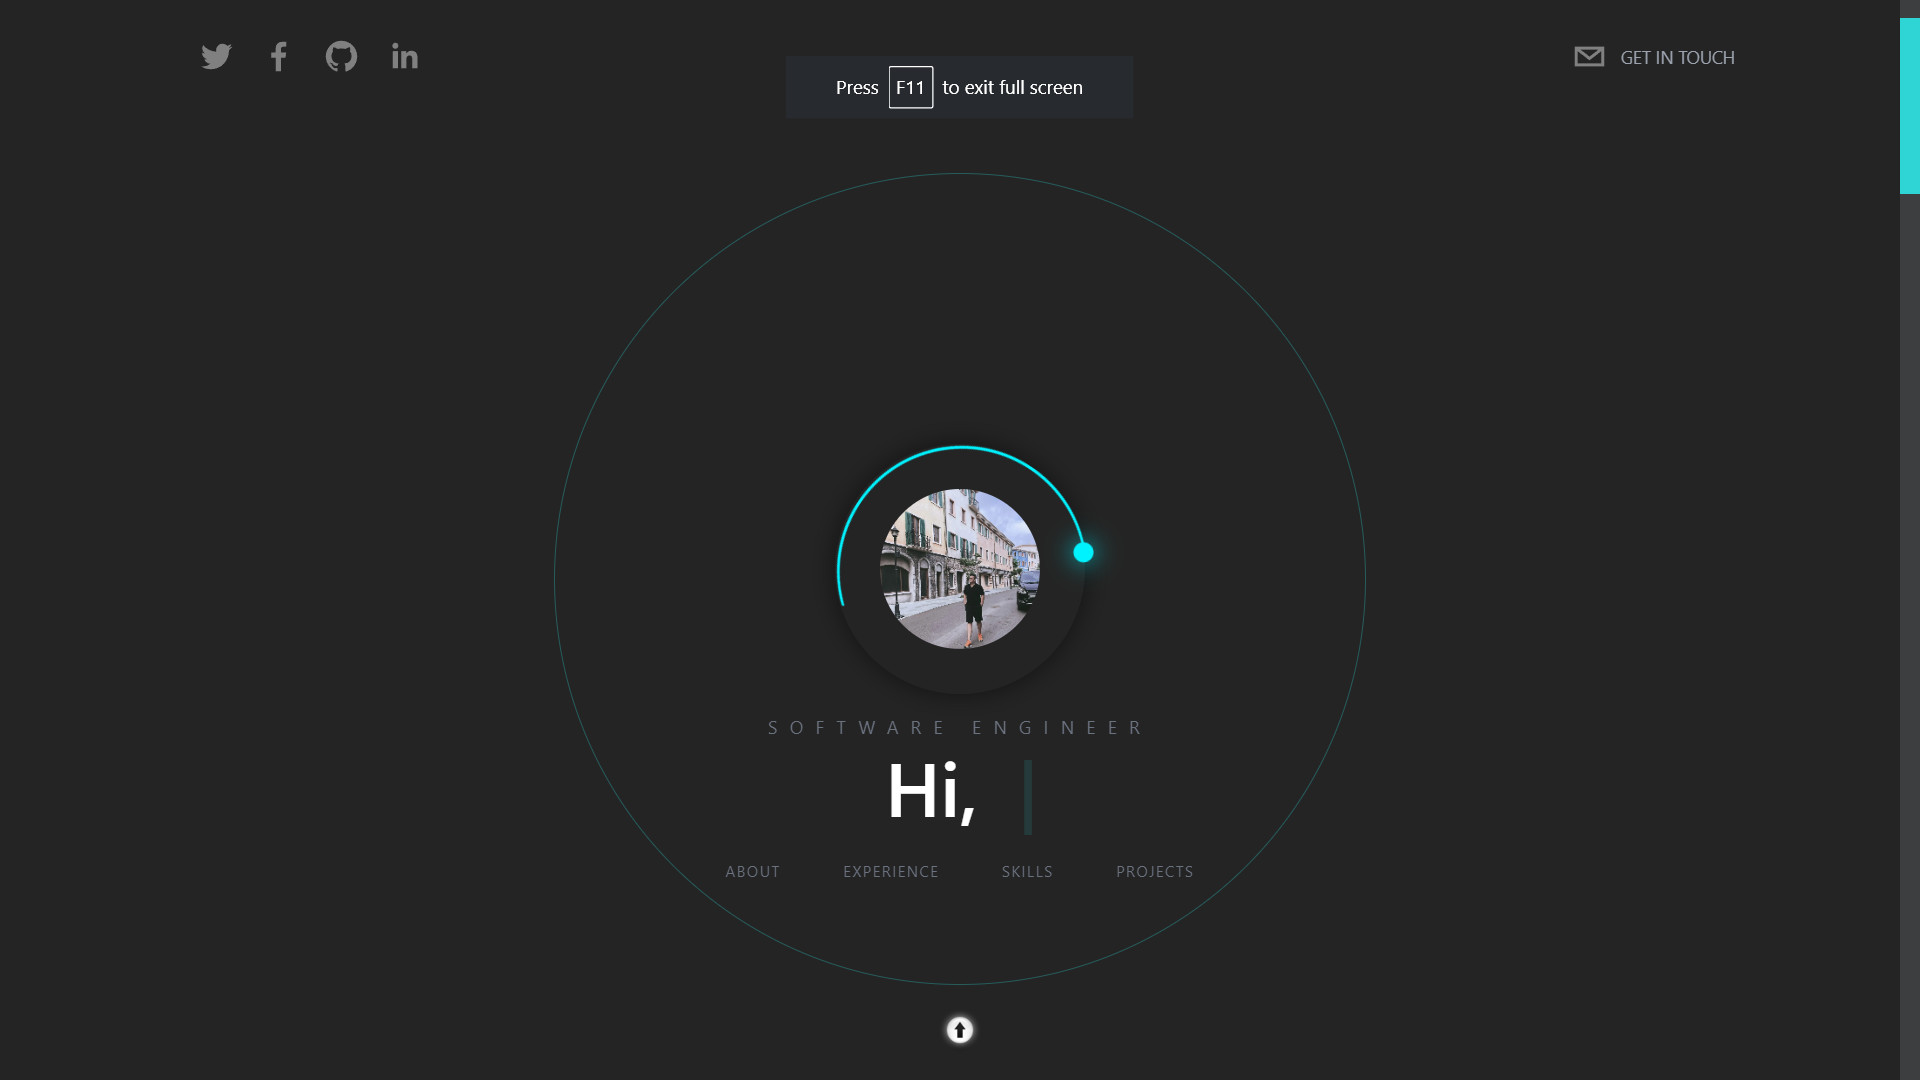 GET IN TOUCH
Press F11 to exit full screen
SOFTWARE ENGINEER
Hi,
ABOUT EXPERIENCE SKILLS PROJECTS